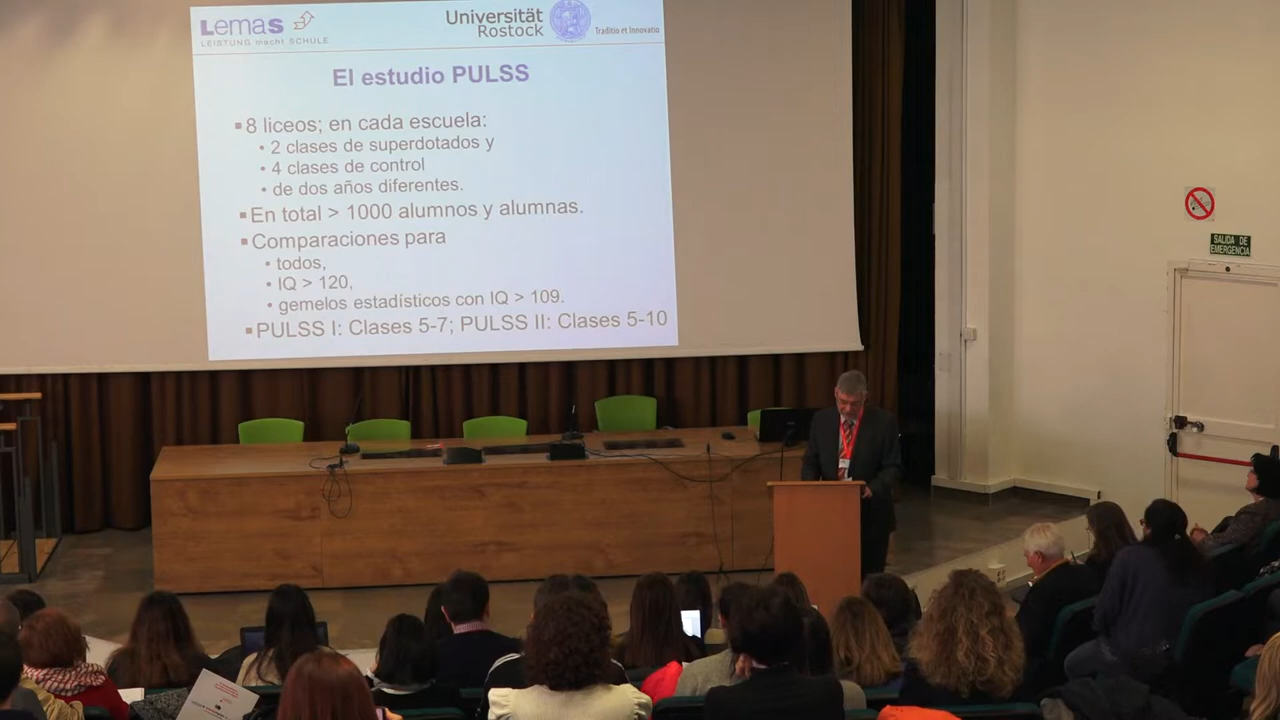 Lemas
LEISTUNG macht SCHULE
Universität
Rostock
Traditio et Innovatio
El estudio PULSS
▪8 liceos; en cada escuela:
• 2 clases de superdotados y
• 4 clases de control
• de dos años diferentes.
▪En total > 1000 alumnos y alumnas.
▪Comparaciones para
• todos,
• IQ > 120,
• gemelos estadísticos con IQ > 109.
▪PULSS I: Clases 5-7; PULSS II: Clases 5-10
SALIDA DE
EMERGENCIA